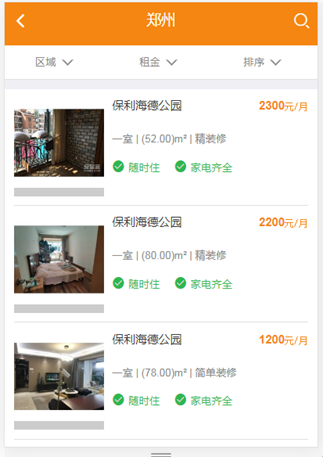 郑州
区域 租金 排序
保利海德公园 2300元/月
一室 | (52.00)m² | 精装修
随时住 家电齐全
保利海德公园 2200元/月
一室 | (80.00)m² | 精装修
随时住 家电齐全
保利海德公园 1200元/月
一室 | (78.00)m² | 简单装修
随时住 家电齐全